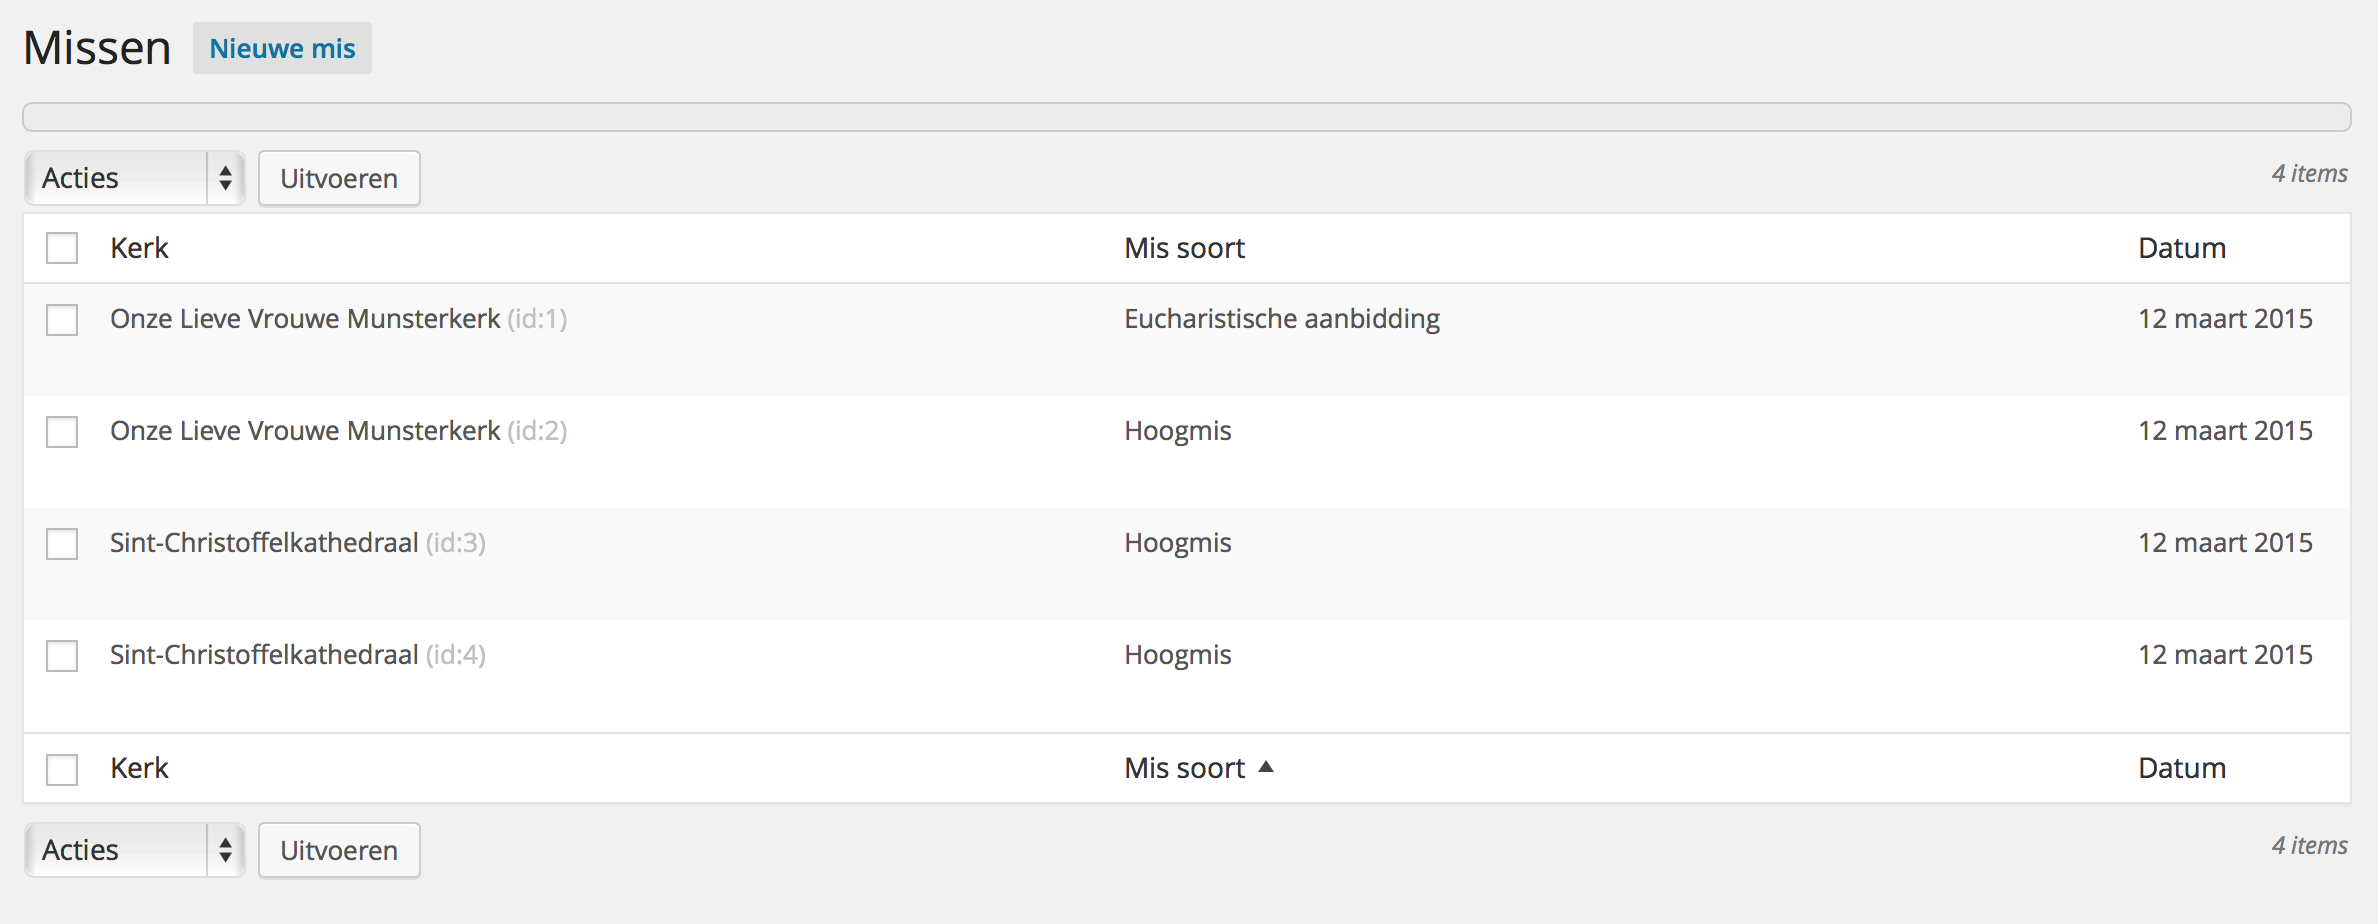 Missen Nieuwe mis
Acties Uitvoeren 4 items
Kerk Mis soort Datum
Onze Lieve Vrouwe Munsterkerk (id:1) Eucharistische aanbidding 12 maart 2015
Onze Lieve Vrouwe Munsterkerk (id:2) Hoogmis 12 maart 2015
Sint-Christoffelkathedraal (id:3) Hoogmis 12 maart 2015
Sint-Christoffelkathedraal (id:4) Hoogmis 12 maart 2015
Kerk Mis soort Datum
Acties Uitvoeren 4 items